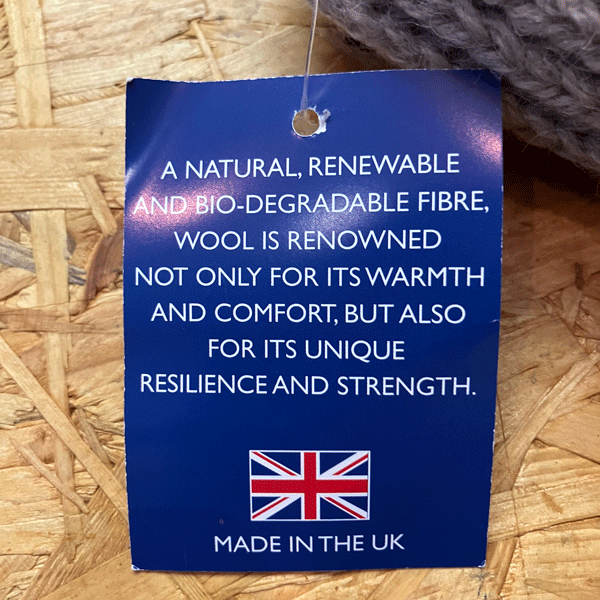 A NATURAL, RENEWABLE
AND BIO-DEGRADABLE FIBRE,
WOOL IS RENOWNED
NOT ONLY FOR ITS WARMTH
AND COMFORT, BUT ALSO
FOR ITS UNIQUE
RESILIENCE AND STRENGTH.
MADE IN THE UK